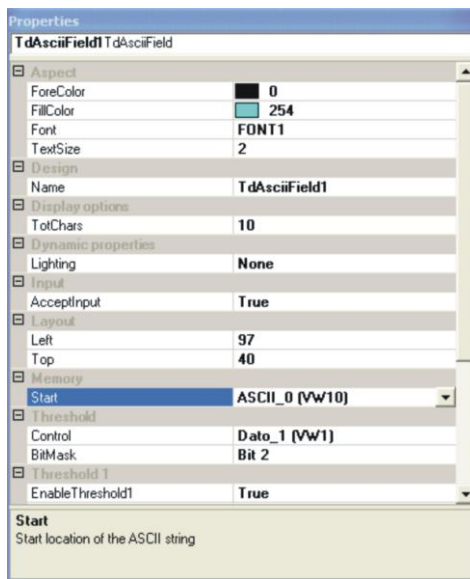 Properties
TdAsciiField1 TdAsciiField
Aspect
ForeColor 0
FillColor 254
Font FONT1
TextSize 2
Design
Name TdAsciiField1
Display options
TotChars 10
Dynamic properties
Lighting None
Input
AcceptInput True
Layout
Left 97
Top 40
Memory
Start ASCII_0 (VW10)
Threshold
Control Dato_1 (VW1)
BitMask Bit 2
Threshold 1
EnableThreshold1 True
Start
Start location of the ASCII string